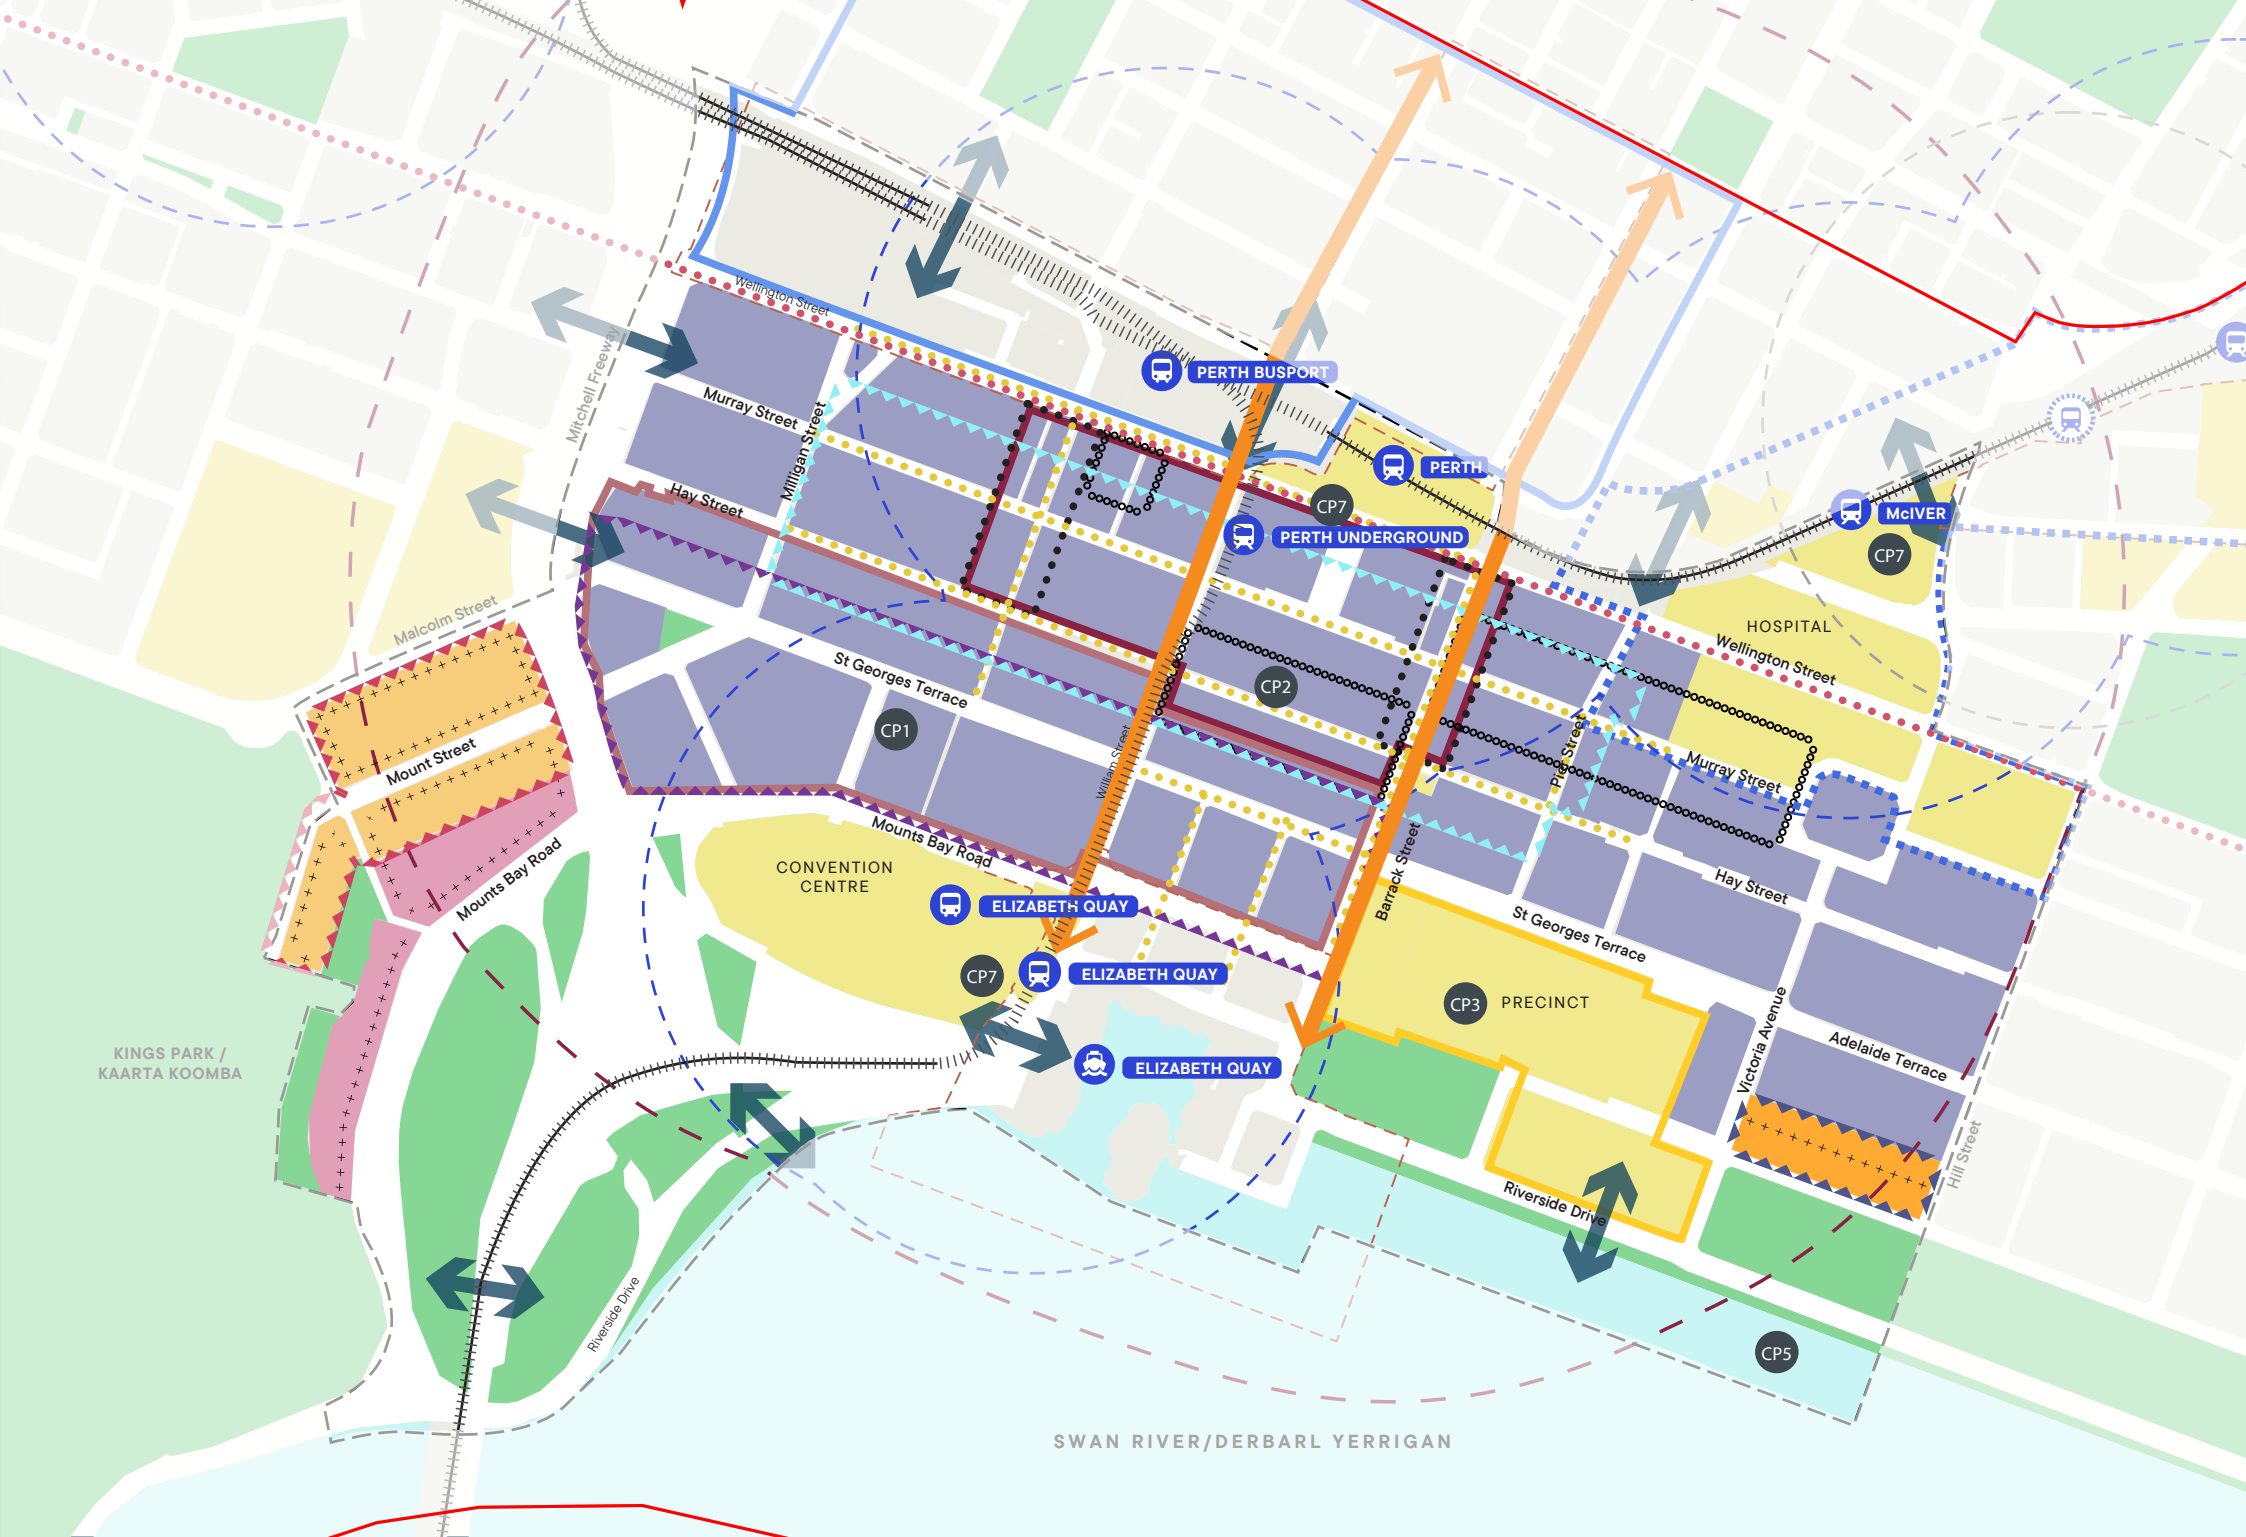 Wellington Street
Mitchell Freeway
PERTH BUSPORT
Murray Street
Milligan Street
PERTH
Hay Street
CP7
PERTH UNDERGROUND
McIVER
CP7
Malcolm Street
HOSPITAL
Wellington Street
St Georges Terrace
CP2
CP1
Mount Street
William Street
Pier Street
Murray Street
Mounts Bay Road
Mounts Bay Road
CONVENTION
CENTRE
Barrack Street
Hay Street
ELIZABETH QUAY
St Georges Terrace
CP7
ELIZABETH QUAY
CP3
PRECINCT
Victoria Avenue
Adelaide Terrace
KINGS PARK /
KAARTA KOOMBA
ELIZABETH QUAY
Hill Street
Riverside Drive
Riverside Drive
CP5
SWAN RIVER/DERBARL YERRIGAN